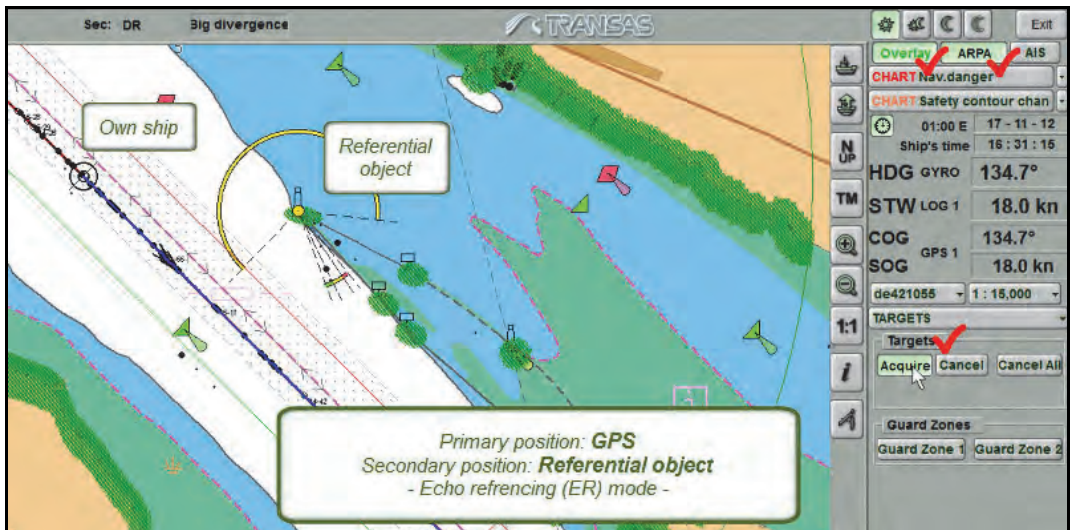 Sec: DR
Big divergence
TRANSAS
Exit
Overlay
ARPA
AIS
CHART Nav.danger
CHART Safety contour chan
01:00 E
17 - 11 - 12
Ship's time
16 : 31 : 15
HDG GYRO 134.7°
STW LOG 1 18.0 kn
COG 134.7°
GPS 1
SOG 18.0 kn
de421055
1 : 15,000
TARGETS
Targets
Acquire
Cancel
Cancel All
Guard Zones
Guard Zone 1
Guard Zone 2
N
UP
TM
1:1
i
Own ship
Referential
object
Primary position: GPS
Secondary position: Referential object
- Echo refrencing (ER) mode -